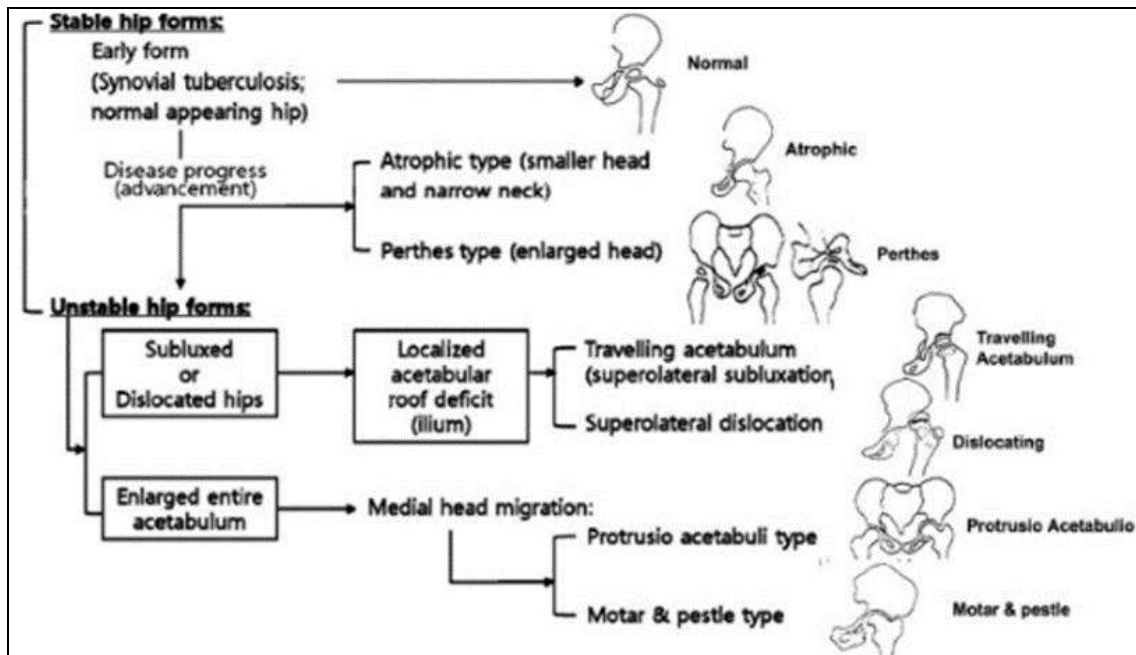 Stable hip forms:
Early form
(Synovial tuberculosis;
normal appearing hip)
Normal
Disease progress
(advancement)
Atrophic type (smaller head
and narrow neck)
Atrophic
Perthes type (enlarged head)
Perthes
Unstable hip forms:
Subluxed
or
Dislocated hips
Localized
acetabular
roof deficit
(ilium)
Travelling acetabulum
(superolateral subluxation,
Superolateral dislocation
Travelling
Acetabulum
Dislocating
Enlarged entire
acetabulum
Medial head migration:
Protrusio acetabuli type
Protrusio Acetabulio
Motar & pestle type
Motar & pestle